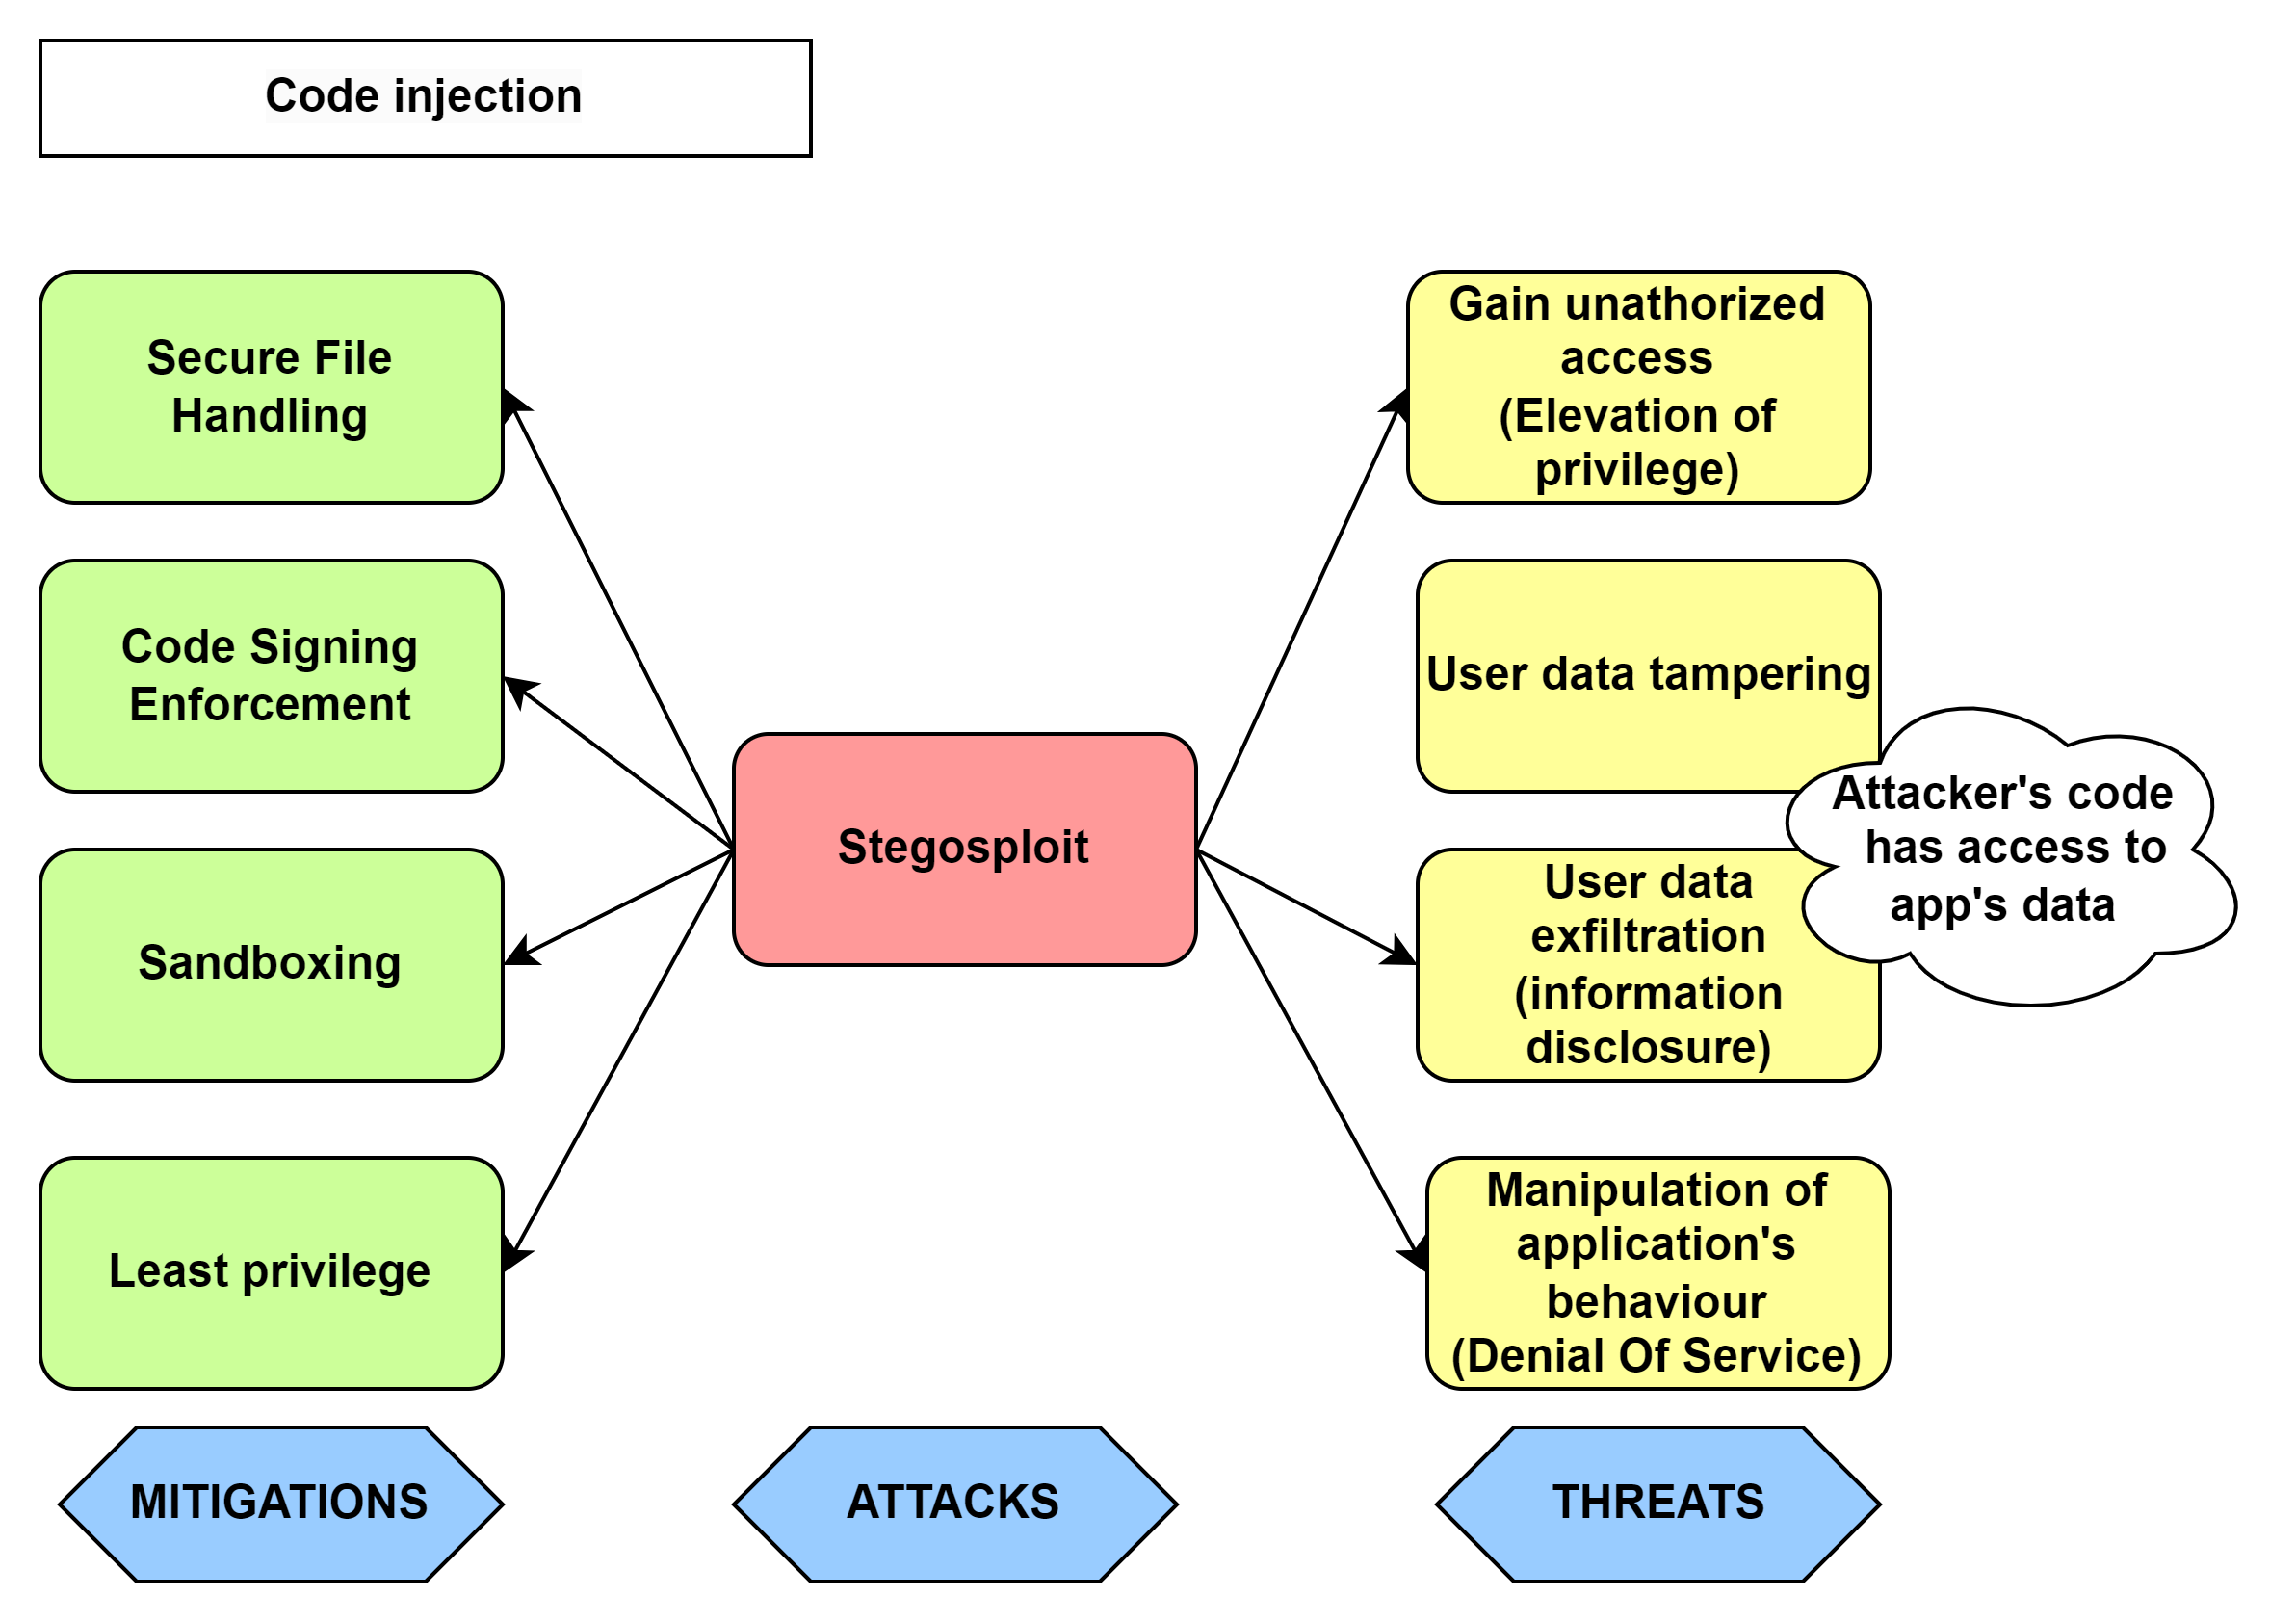 Code injection
Secure File
Handling
Code Signing
Enforcement
Sandboxing
Least privilege
Stegosploit
Gain unathorized
access
(Elevation of
privilege)
User data tampering
Attacker's code
has access to
app's data
User data
exfiltration
(information
disclosure)
Manipulation of
application's
behaviour
(Denial Of Service)
MITIGATIONS
ATTACKS
THREATS